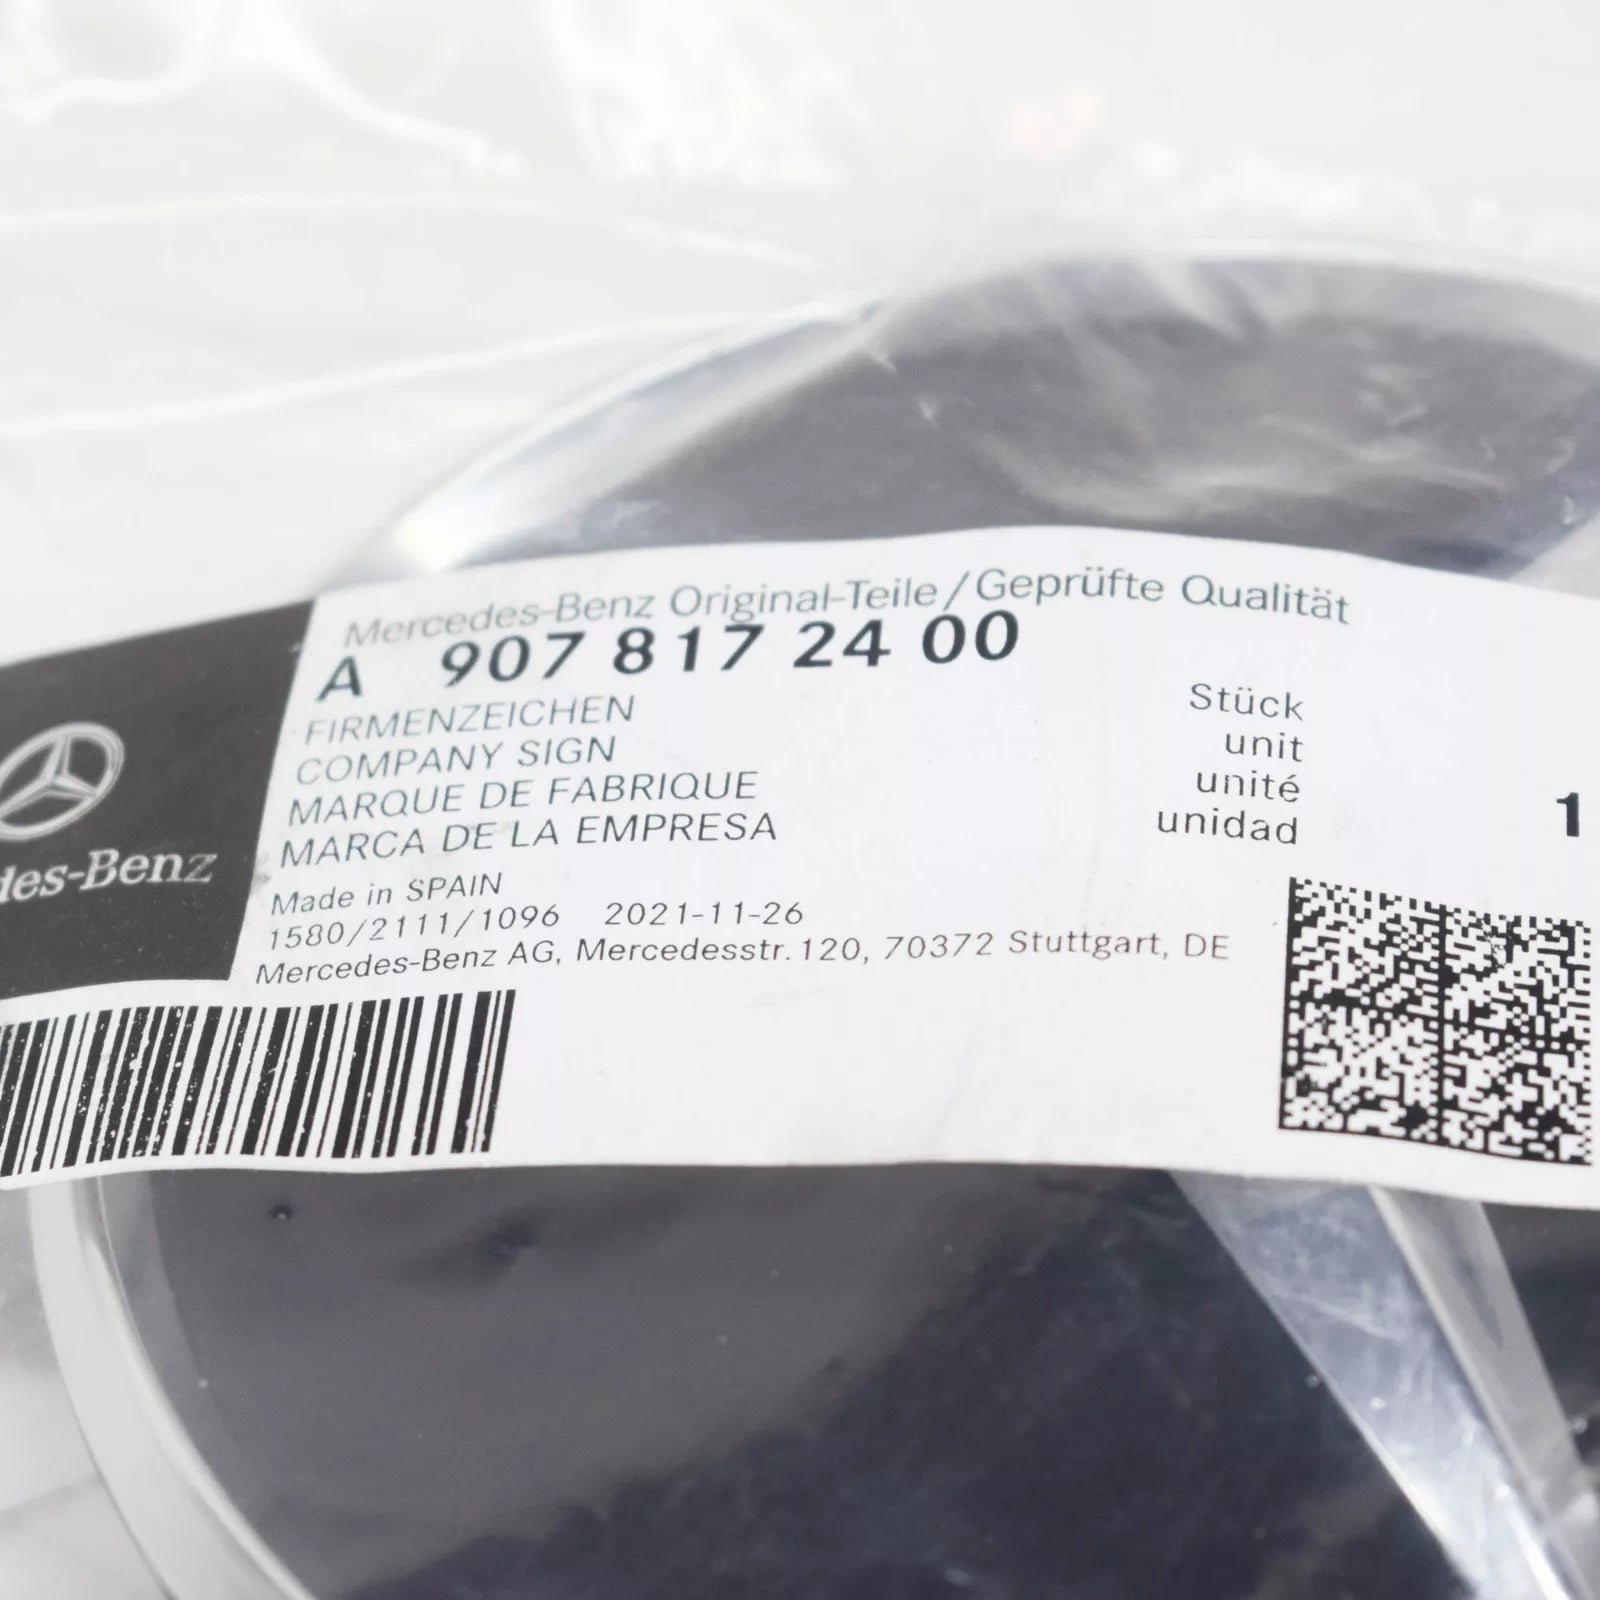 Mercedes-Benz Original-Teile/Geprüfte Qualität
A 907 817 24 00
FIRMENZEICHEN
COMPANY SIGN
MARQUE DE FABRIQUE
MARCA DE LA EMPRESA
Stück
unit
unité
unidad
1
Made in SPAIN
1580/2111/1096 2021-11-26
Mercedes-Benz AG, Mercedesstr. 120, 70372 Stuttgart, DE
des-Benz